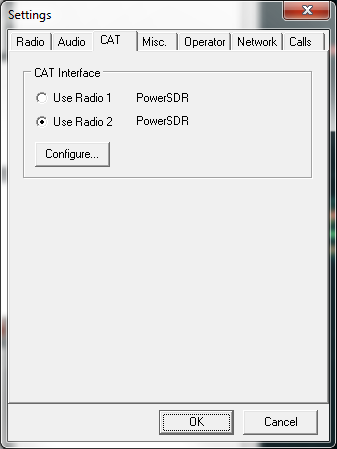 Settings
Radio Audio CAT Misc. Operator Network Calls
CAT Interface
Use Radio 1 PowerSDR
Use Radio 2 PowerSDR
Configure...
OK Cancel